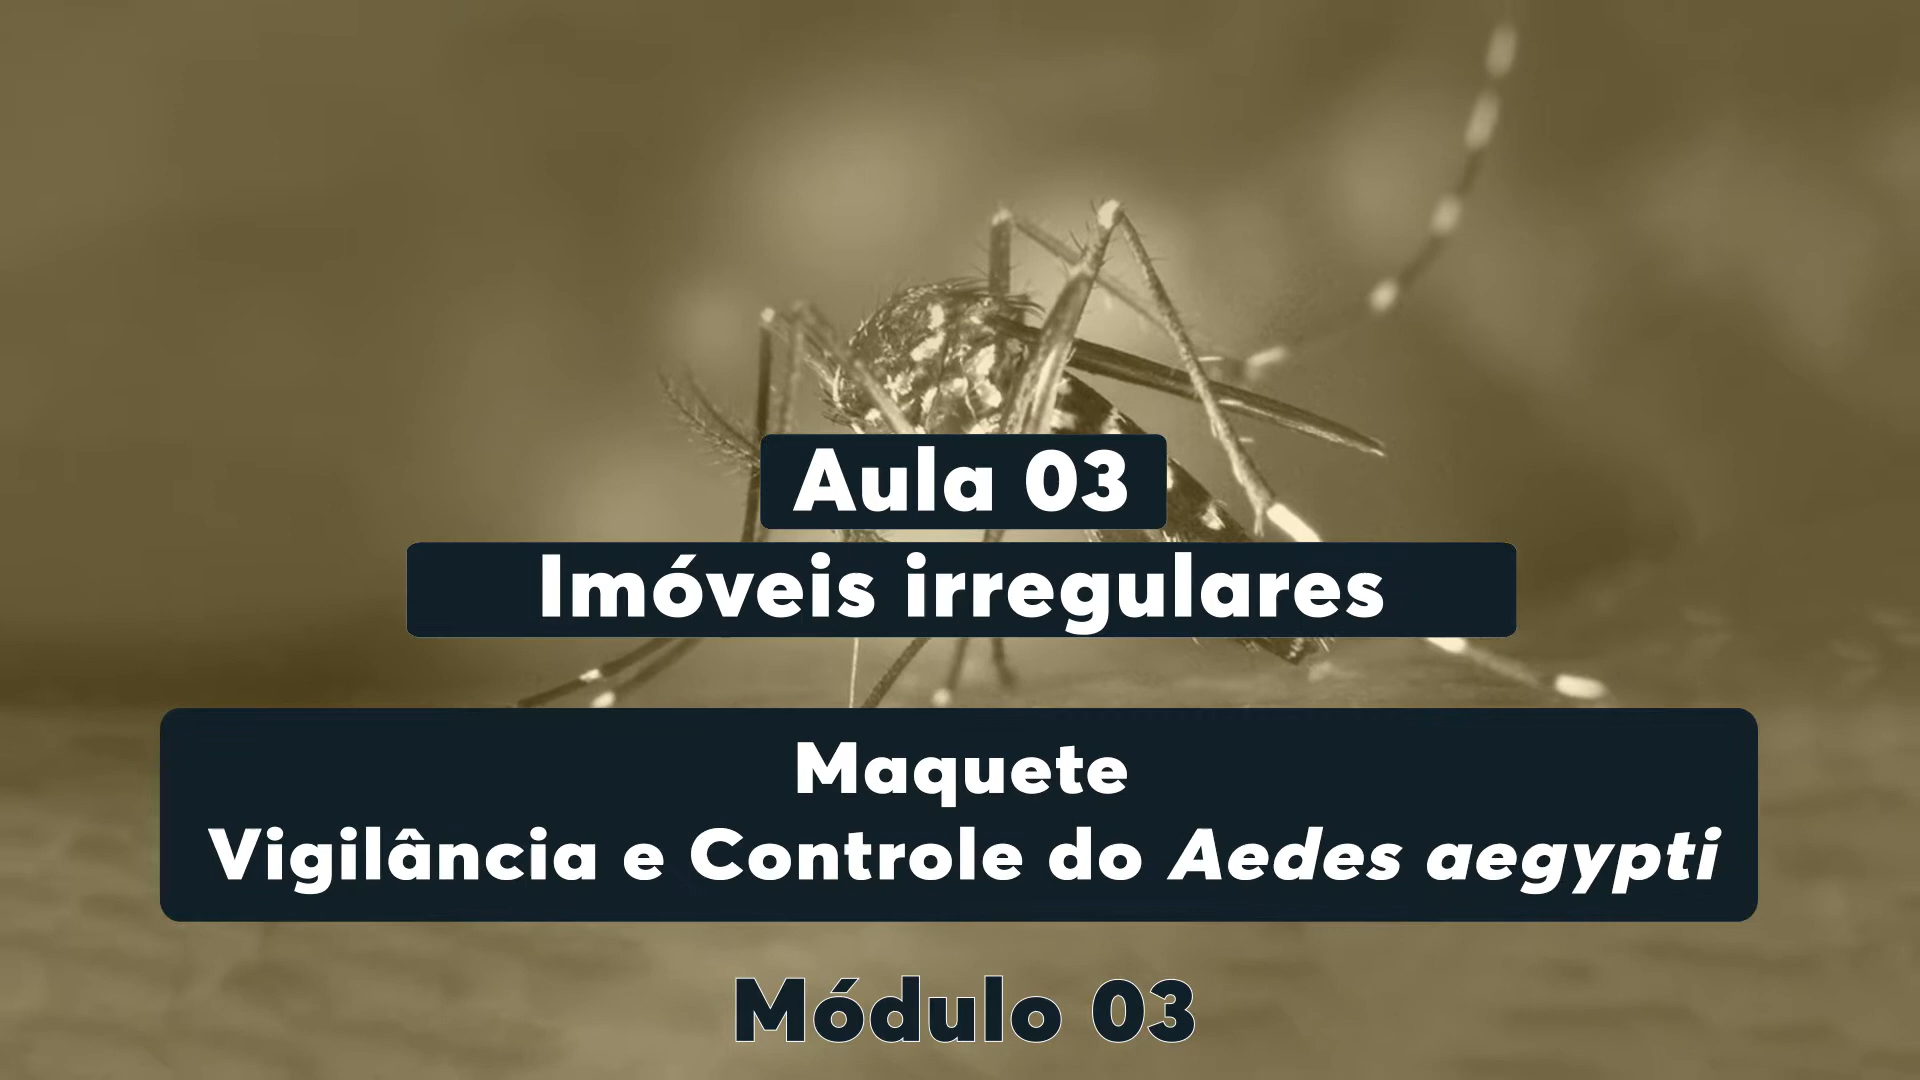 Aula 03
Imóveis irregulares
Maquete
Vigilância e Controle do Aedes aegypti
Módulo 03